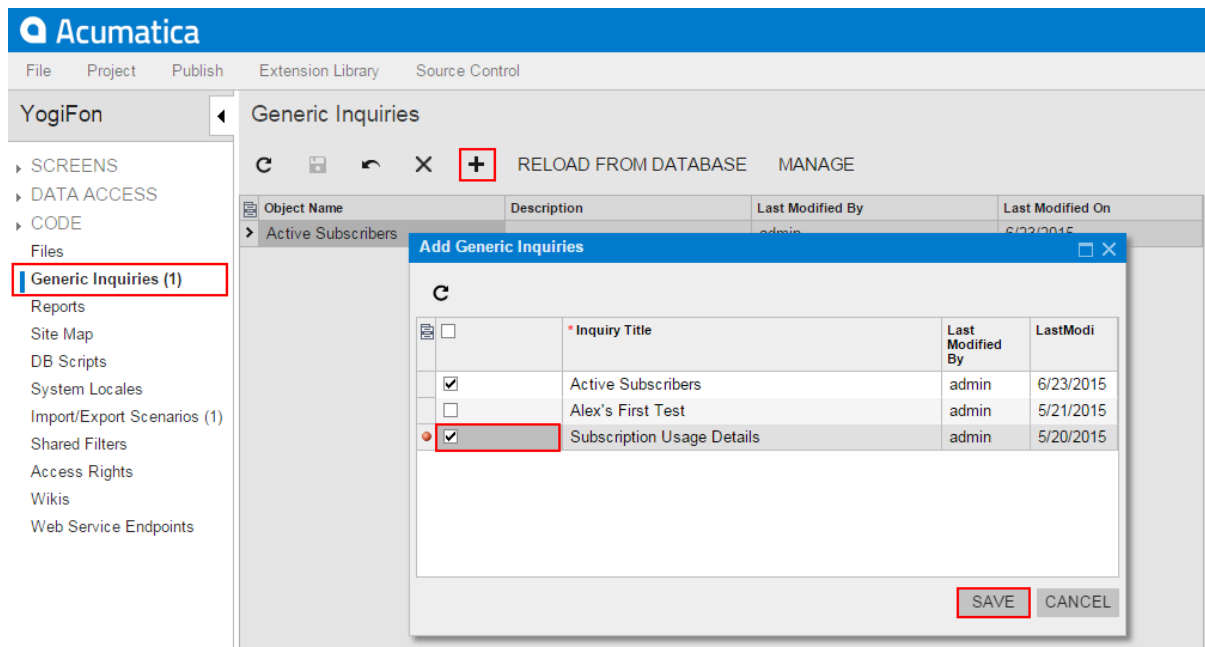 Acumatica
File Project Publish Extension Library Source Control
YogiFon
Generic Inquiries
SCREENS
DATA ACCESS
CODE
Files
Generic Inquiries (1)
Reports
Site Map
DB Scripts
System Locales
Import/Export Scenarios (1)
Shared Filters
Access Rights
Wikis
Web Service Endpoints
RELOAD FROM DATABASE MANAGE
Object Name Description Last Modified By Last Modified On
Active Subscribers admin 6/23/2015
Add Generic Inquiries
* Inquiry Title Last Modified By LastModi
Active Subscribers admin 6/23/2015
Alex's First Test admin 5/21/2015
Subscription Usage Details admin 5/20/2015
SAVE CANCEL